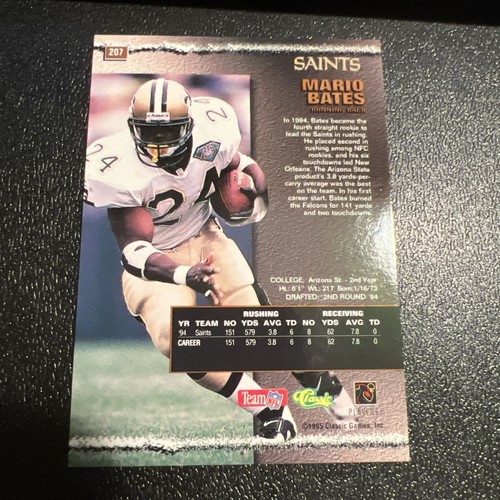 207
SAINTS
MARIO
BATES
RUNNING BACK
In 1994, Bates became the
fourth straight rookie to
lead the Saints in rushing.
He placed second in
rushing among NFC
rookies, and his six
touchdowns led New
Orleans. The Arizona State
product's 3.8 yards-per-
carry average was the best
on the team. In his first
career start, Bates burned
the Falcons for 141 yards
and two touchdowns.
24
24
COLLEGE: Arizona St. - 2nd Year
Ht.: 6'1" Wt.: 217 Born: 1/16/73
DRAFTED: 2ND ROUND '94
RUSHING RECEIVING
YR TEAM NO YDS AVG TD NO YDS AVG TD
'94 Saints 151 579 3.8 6 8 62 7.8 0
CAREER 151 579 3.8 6 8 62 7.8 0
Team NFL
Classic
PLAYERS
©1995 Classic Games, Inc.